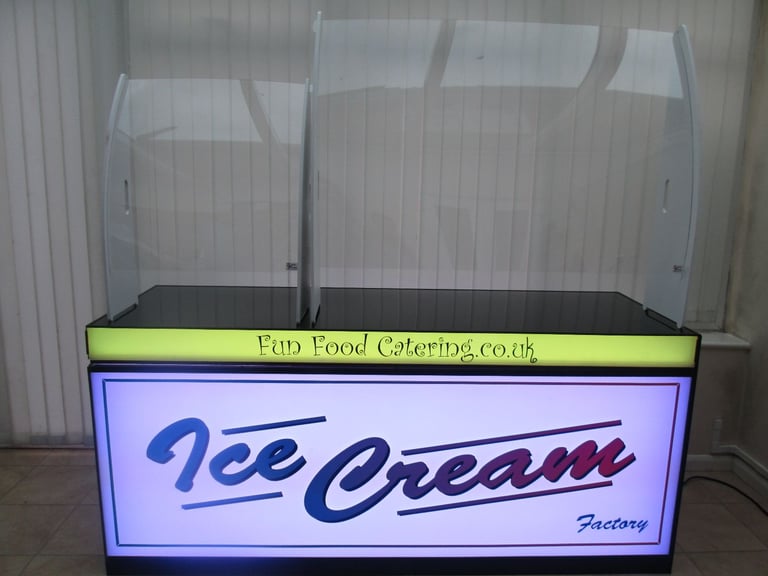 Fun Food Catering.co.uk
Ice Cream
Factory